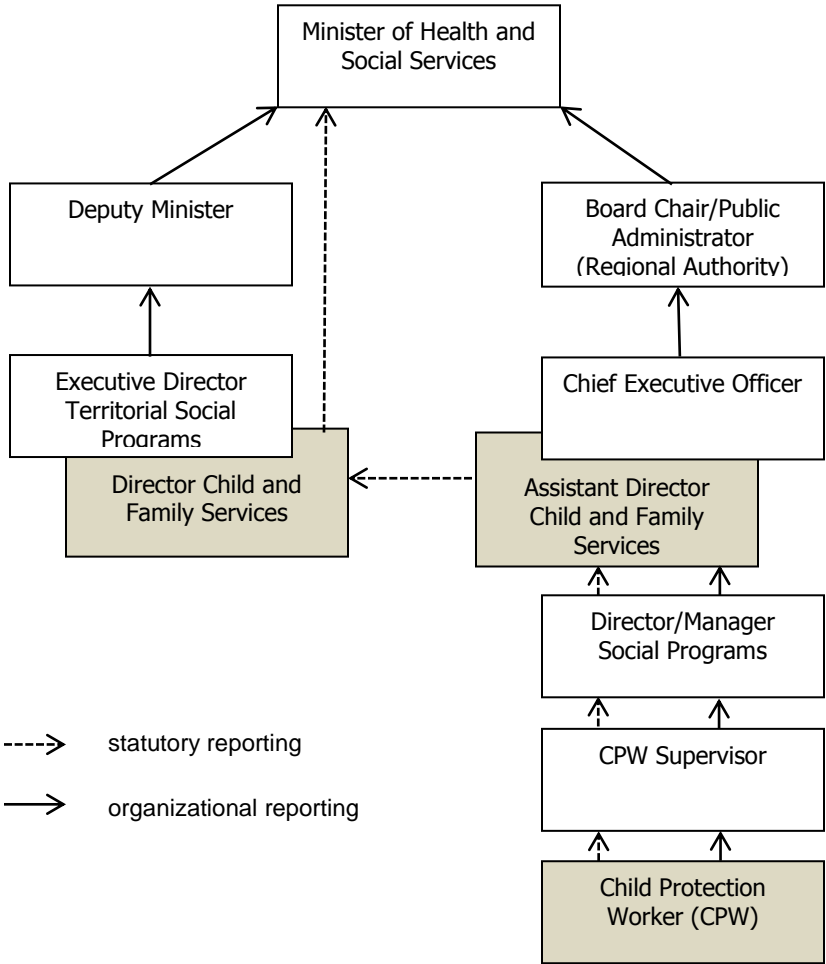 Minister of Health and
Social Services
Deputy Minister
Board Chair/Public
Administrator
(Regional Authority)
Executive Director
Territorial Social
Programs
Chief Executive Officer
Director Child and
Family Services
Assistant Director
Child and Family
Services
Director/Manager
Social Programs
statutory reporting
CPW Supervisor
organizational reporting
Child Protection
Worker (CPW)